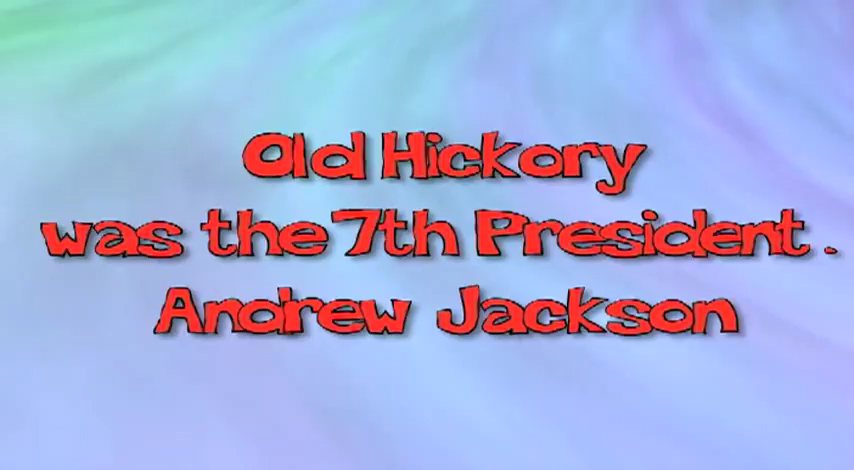 Old Hickory
was the 7th President .
Andrew Jackson